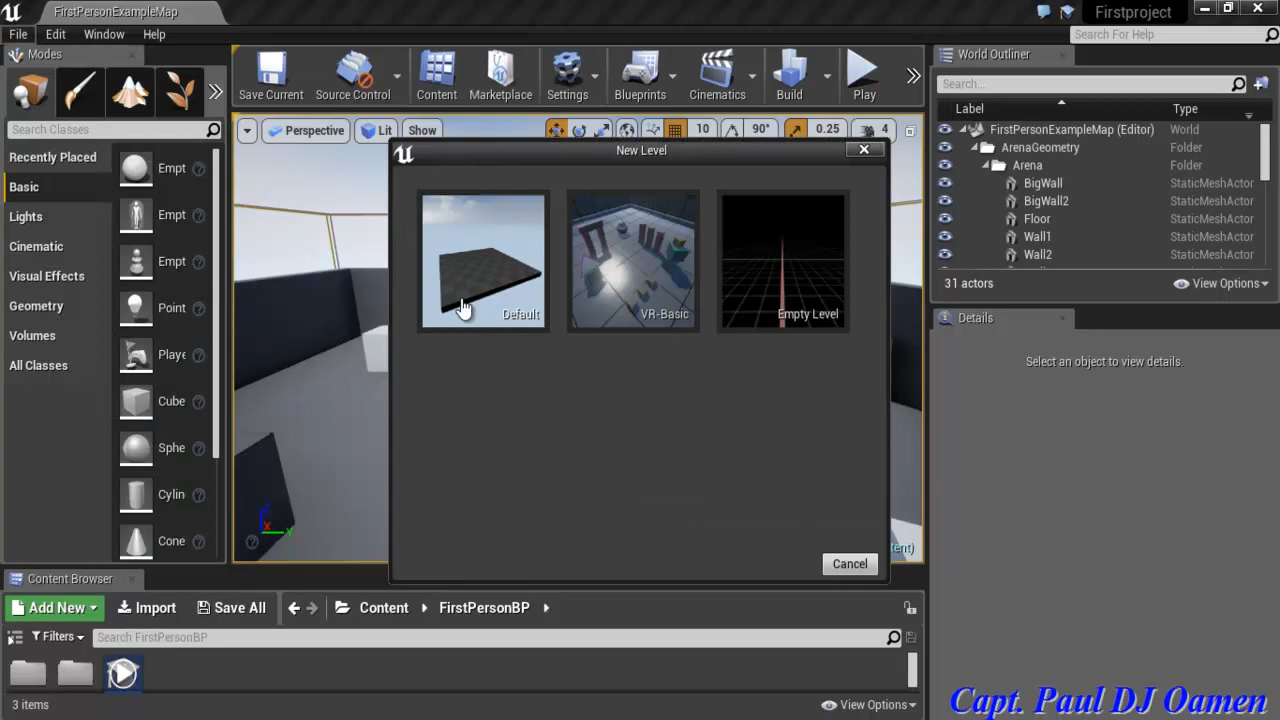 FirstPersonExampleMap
Firstproject
File Edit Window Help
Search For Help
Modes
Search Classes
Recently Placed
Basic
Lights
Cinematic
Visual Effects
Geometry
Volumes
All Classes
Empt
Empt
Empt
Point
Playe
Cube
Sphe
Cylin
Cone
Save Current
Source Control
Content
Marketplace
Settings
Blueprints
Cinematics
Build
Play
Perspective
Lit
Show
10
90°
0.25
4
New Level
Default
VR-Basic
Empty Level
Cancel
X
Y
tent)
World Outliner
Search...
Label Type
FirstPersonExampleMap (Editor) World
ArenaGeometry Folder
Arena Folder
BigWall StaticMeshActor
BigWall2 StaticMeshActor
Floor StaticMeshActor
Wall1 StaticMeshActor
Wall2 StaticMeshActor
31 actors
View Options
Details
Select an object to view details.
Content Browser
Add New Import Save All Content FirstPersonBP
Filters Search FirstPersonBP
3 items
View Options
Capt. Paul DJ Oamen